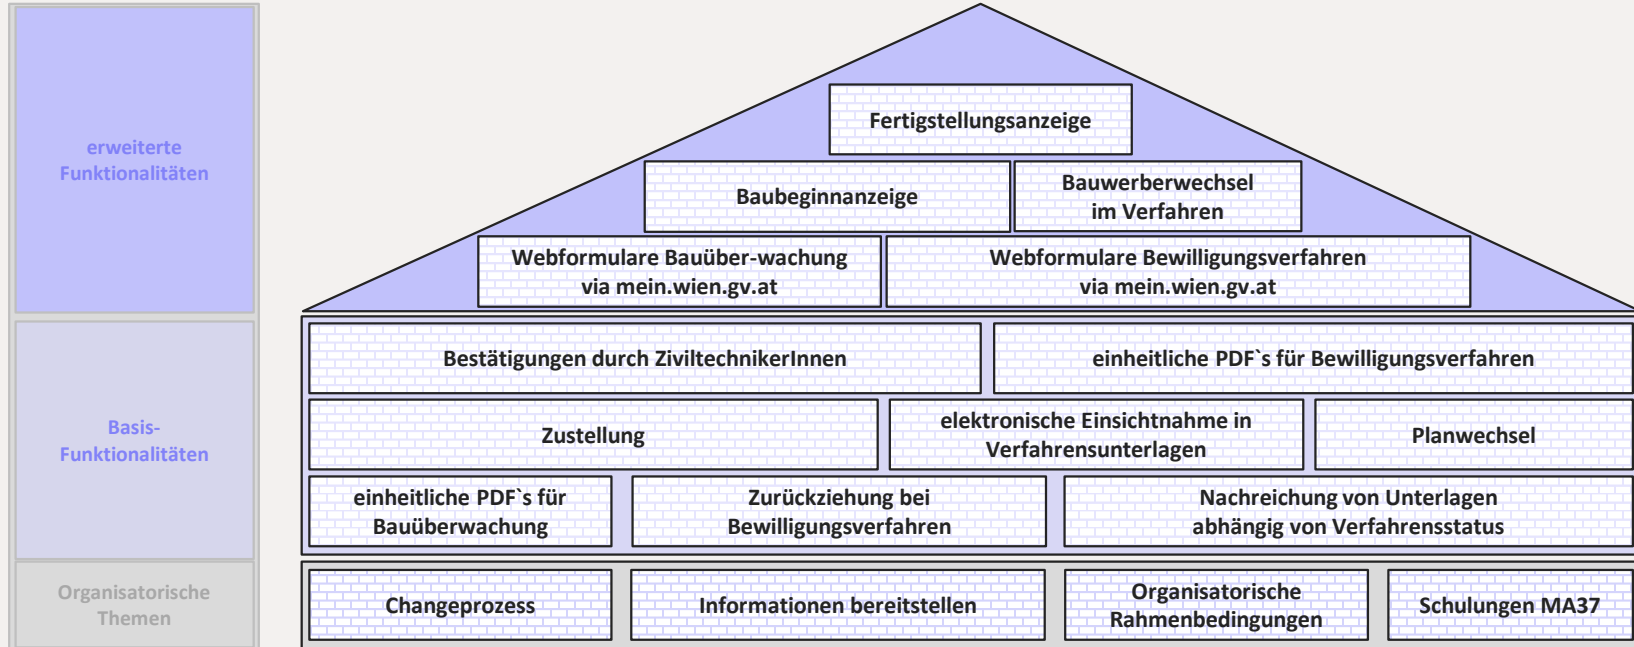 erweiterte
Funktionalitäten
Fertigstellungsanzeige
Baubeginnanzeige
Bauwerberwechsel
im Verfahren
Webformulare Bauüber-wachung
via mein.wien.gv.at
Webformulare Bewilligungsverfahren
via mein.wien.gv.at
Basis-
Funktionalitäten
Bestätigungen durch ZiviltechnikerInnen
einheitliche PDF`s für Bewilligungsverfahren
Zustellung
elektronische Einsichtnahme in
Verfahrensunterlagen
Planwechsel
einheitliche PDF`s für
Bauüberwachung
Zurückziehung bei
Bewilligungsverfahren
Nachreichung von Unterlagen
abhängig von Verfahrensstatus
Organisatorische
Themen
Changeprozess
Informationen bereitstellen
Organisatorische
Rahmenbedingungen
Schulungen MA37